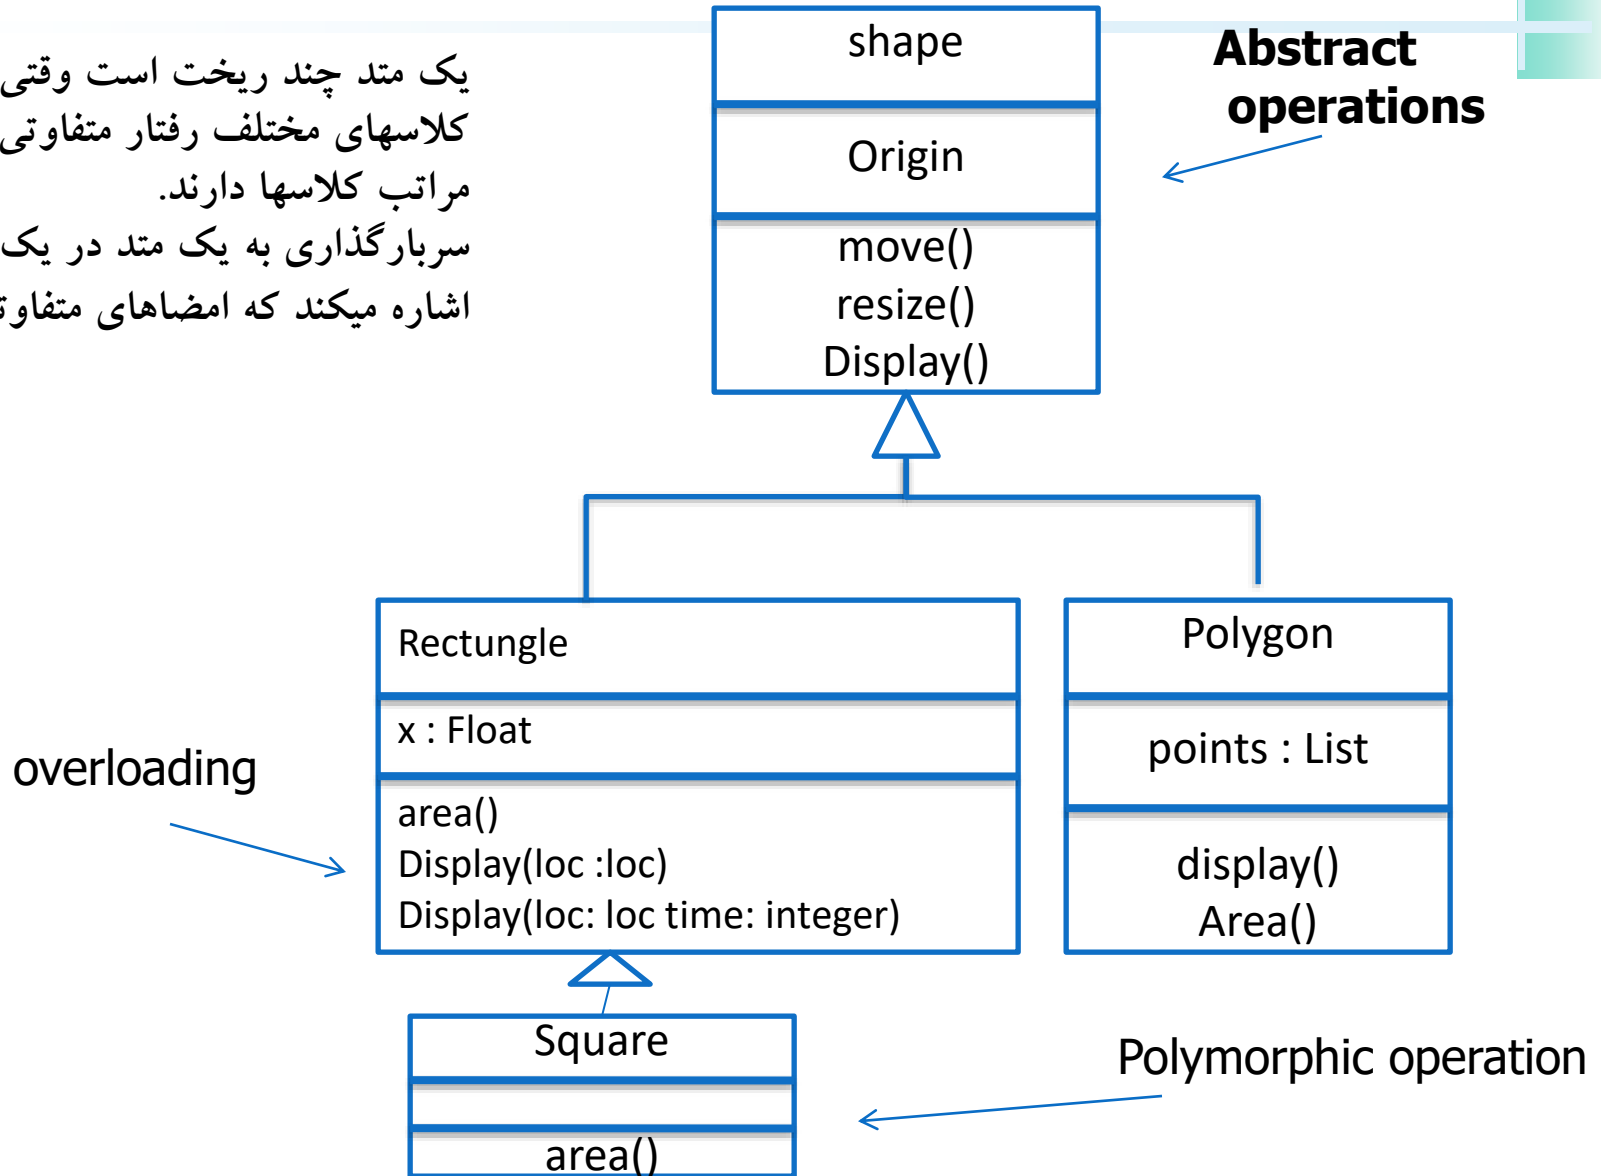 یک متد چند ریخت است وقتی
کلاسهای مختلف رفتار متفاوتی
مراتب کلاسها دارند.
سربارگذاری به یک متد در یک
اشاره میکند که امضاهای
shape
Origin
move()
resize()
Display()
Abstract
operations
Rectungle
x : Float
area()
Display(loc :loc)
Display(loc: loc time: integer)
Polygon
points : List
display()
Area()
overloading
Square
area()
Polymorphic operation